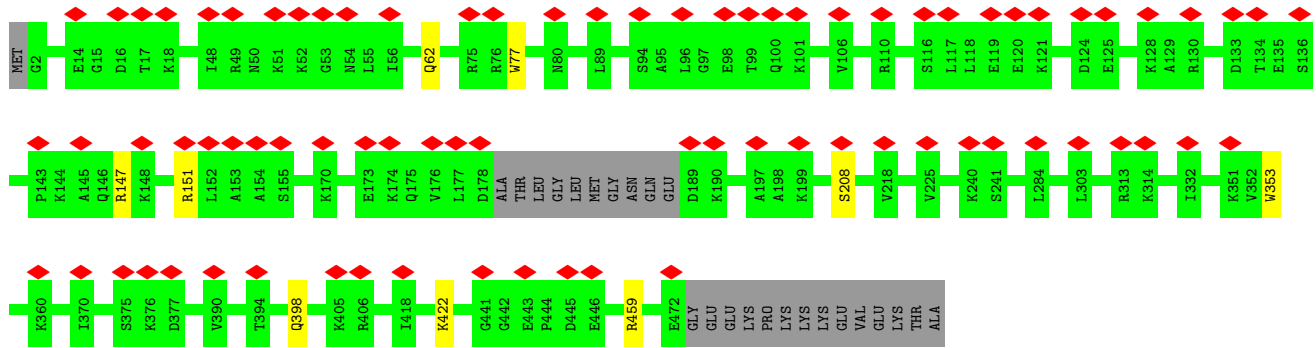 MET G2 E14 G15 D16 T17 K18 I48 R49 N50 K51 K52 G53 N54 L55 I56 Q62 R75 R76 W77 N80 L89 S94 A95 L96 G97 E98 T99 Q100 K101 V106 R110 S116 L117 L118 E119 E120 K121 D124 E125 K128 A129 R130 D133 T134 E135 S136
P143 K144 A145 Q146 R147 K148 R151 L152 A153 A154 S155 K170 E173 K174 Q175 V176 L177 D178 ALA THR LEU GLY LEU MET GLY ASN GLN GLU D189 K190 A197 A198 K199 S208 V218 V225 K240 S241 L284 L303 R313 K314 I332 K351 V352 W353
K360 I370 S375 K376 D377 V390 T394 Q398 K405 R406 I418 K422 G441 G442 E443 P444 D445 E446 R459 E472 GLY GLU GLU LYS PRO LYS LYS LYS GLU VAL GLU LYS THR ALA